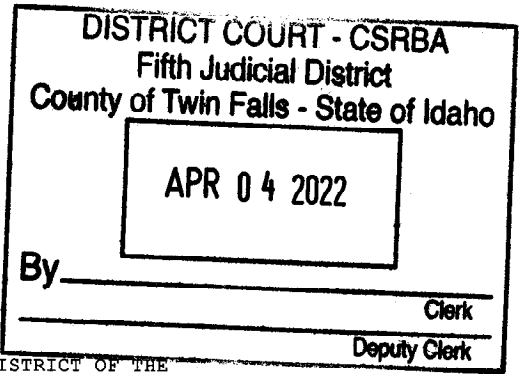 DISTRICT COURT - CSRBA
Fifth Judicial District
County of Twin Falls - State of Idaho
APR 04 2022
By
Clerk
Deputy Clerk
ISTRICT OF THE